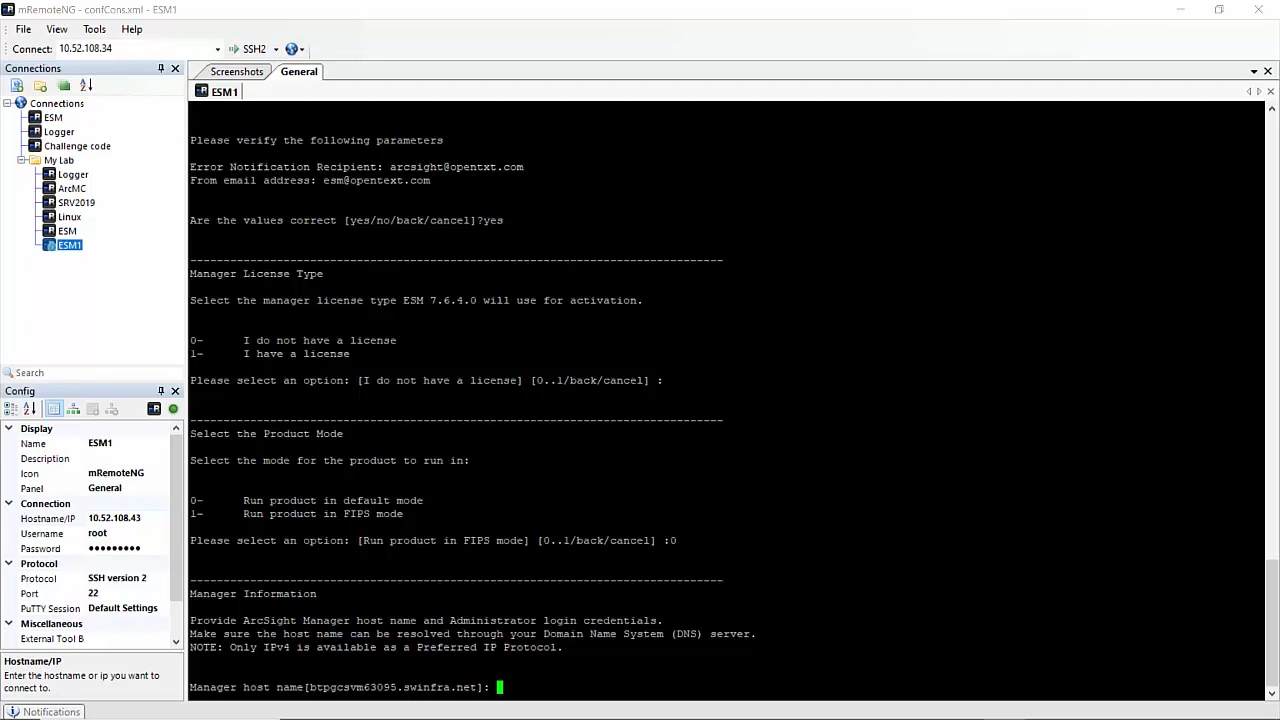 mRemoteNG - confCons.xml - ESM1
File View Tools Help
Connect: 10.52.108.34 SSH2
Connections
Connections
ESM
Logger
Challenge code
My Lab
Logger
ArcMC
SRV2019
Linux
ESM
ESM1
Search
Config
Display
Name ESM1
Description
Icon mRemoteNG
Panel General
Connection
Hostname/IP 10.52.108.43
Username root
Password ●●●●●●●●●
Protocol
Protocol SSH version 2
Port 22
PuTTY Session Default Settings
Miscellaneous
External Tool B
Hostname/IP
Enter the hostname or ip you want to connect to.
Notifications
Screenshots General
ESM1
Please verify the following parameters
Error Notification Recipient: arcsight@opentxt.com
From email address: esm@opentext.com
Are the values correct [yes/no/back/cancel]?yes
--------------------------------------------------------------------------------
Manager License Type
Select the manager license type ESM 7.6.4.0 will use for activation.
0- I do not have a license
1- I have a license
Please select an option: [I do not have a license] [0..1/back/cancel] :
--------------------------------------------------------------------------------
Select the Product Mode
Select the mode for the product to run in:
0- Run product in default mode
1- Run product in FIPS mode
Please select an option: [Run product in FIPS mode] [0..1/back/cancel] :0
--------------------------------------------------------------------------------
Manager Information
Provide ArcSight Manager host name and Administrator login credentials.
Make sure the host name can be resolved through your Domain Name System (DNS) server.
NOTE: Only IPv4 is available as a Preferred IP Protocol.
Manager host name[btpgcsvm63095.swinfra.net]: